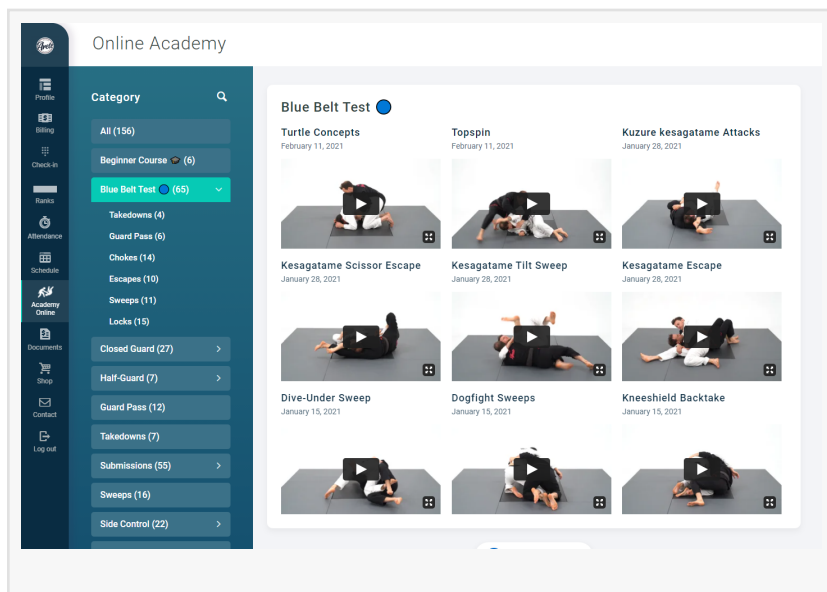 Online Academy
Profile
Billing
Check-In
Ranks
Attendance
Schedule
Academy
Online
Documents
Shop
Contact
Log out
Category
All (156)
Beginner Course 🎓 (6)
Blue Belt Test 🔵 (65)
Takedowns (4)
Guard Pass (6)
Chokes (14)
Escapes (10)
Sweeps (11)
Locks (15)
Closed Guard (27)
Half-Guard (7)
Guard Pass (12)
Takedowns (7)
Submissions (55)
Sweeps (16)
Side Control (22)
Blue Belt Test 🔵
Turtle Concepts
February 11, 2021
Topspin
February 11, 2021
Kuzure kesagatame Attacks
January 28, 2021
Kesagatame Scissor Escape
January 28, 2021
Kesagatame Tilt Sweep
January 28, 2021
Kesagatame Escape
January 28, 2021
Dive-Under Sweep
January 15, 2021
Dogfight Sweeps
January 15, 2021
Kneeshield Backtake
January 15, 2021